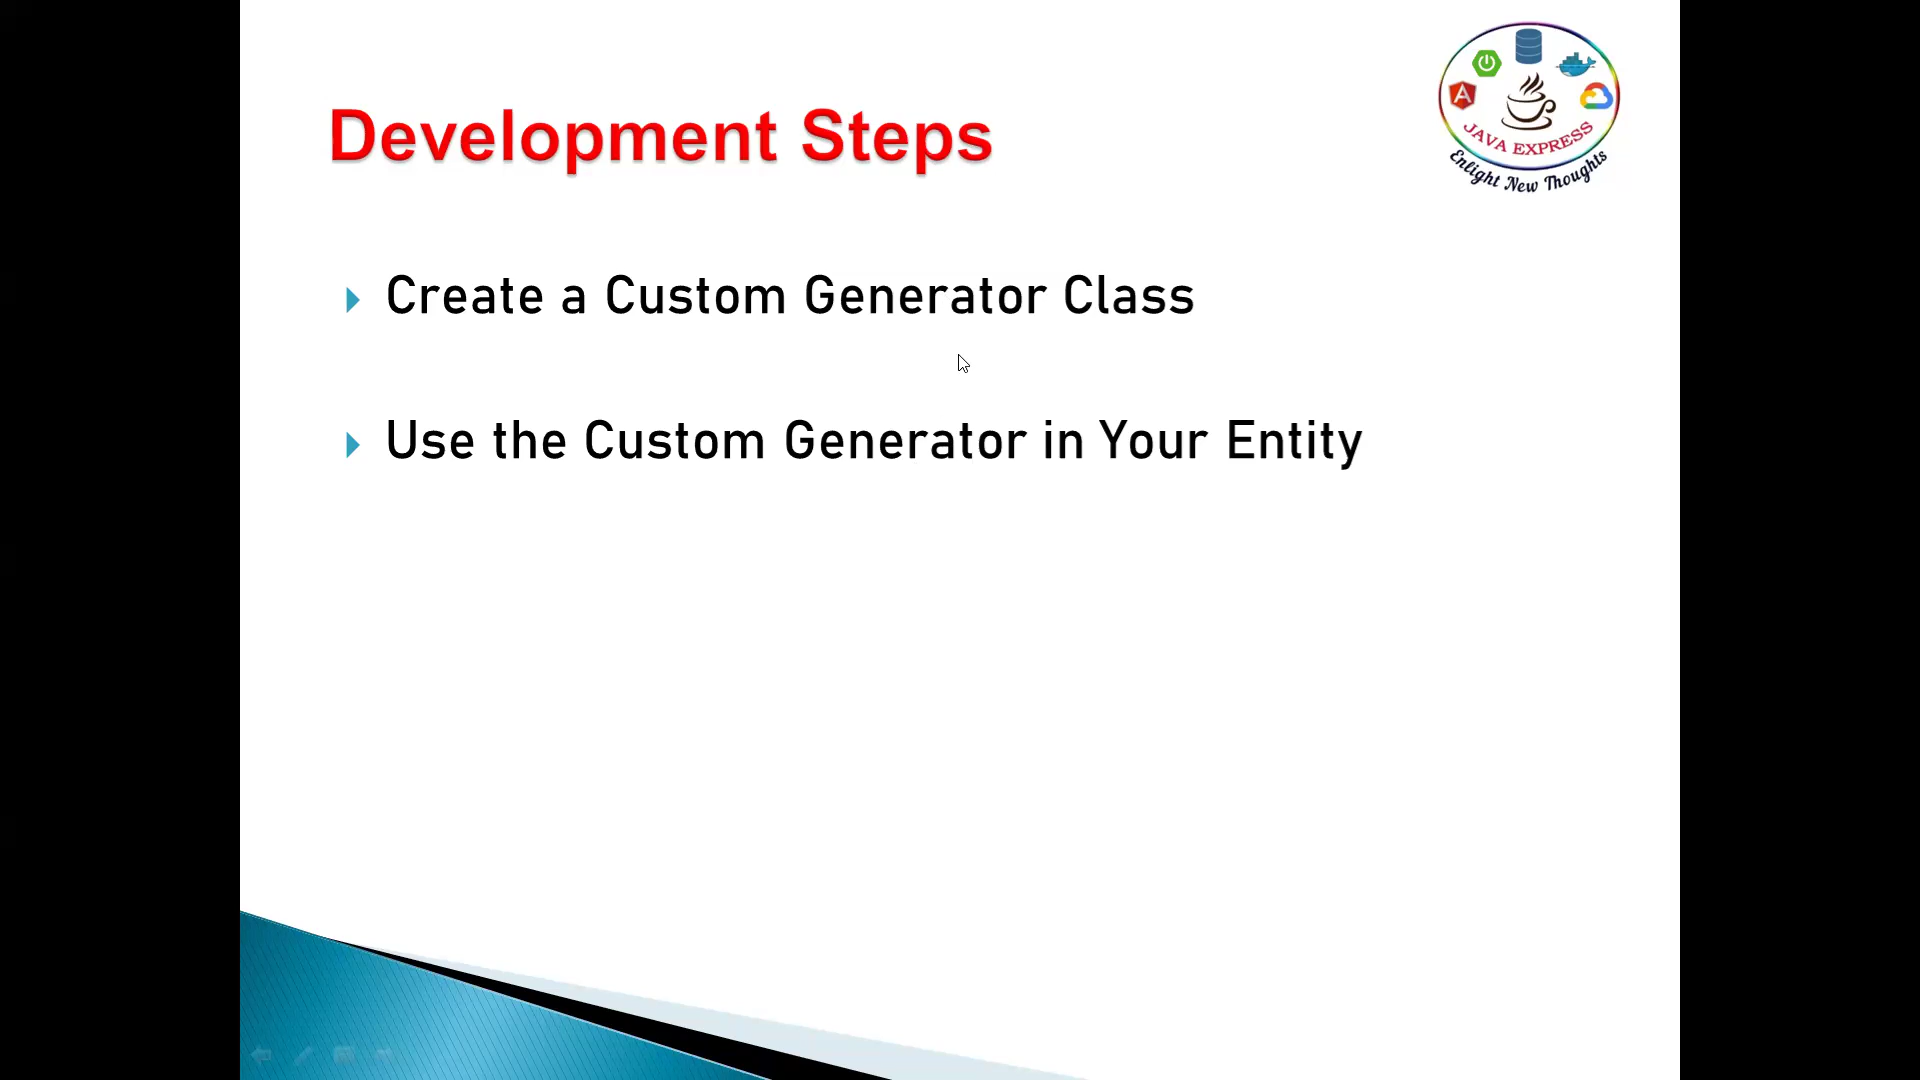 JAVA EXPRESS
Enlight New Thoughts
Development Steps
Create a Custom Generator Class
Use the Custom Generator in Your Entity